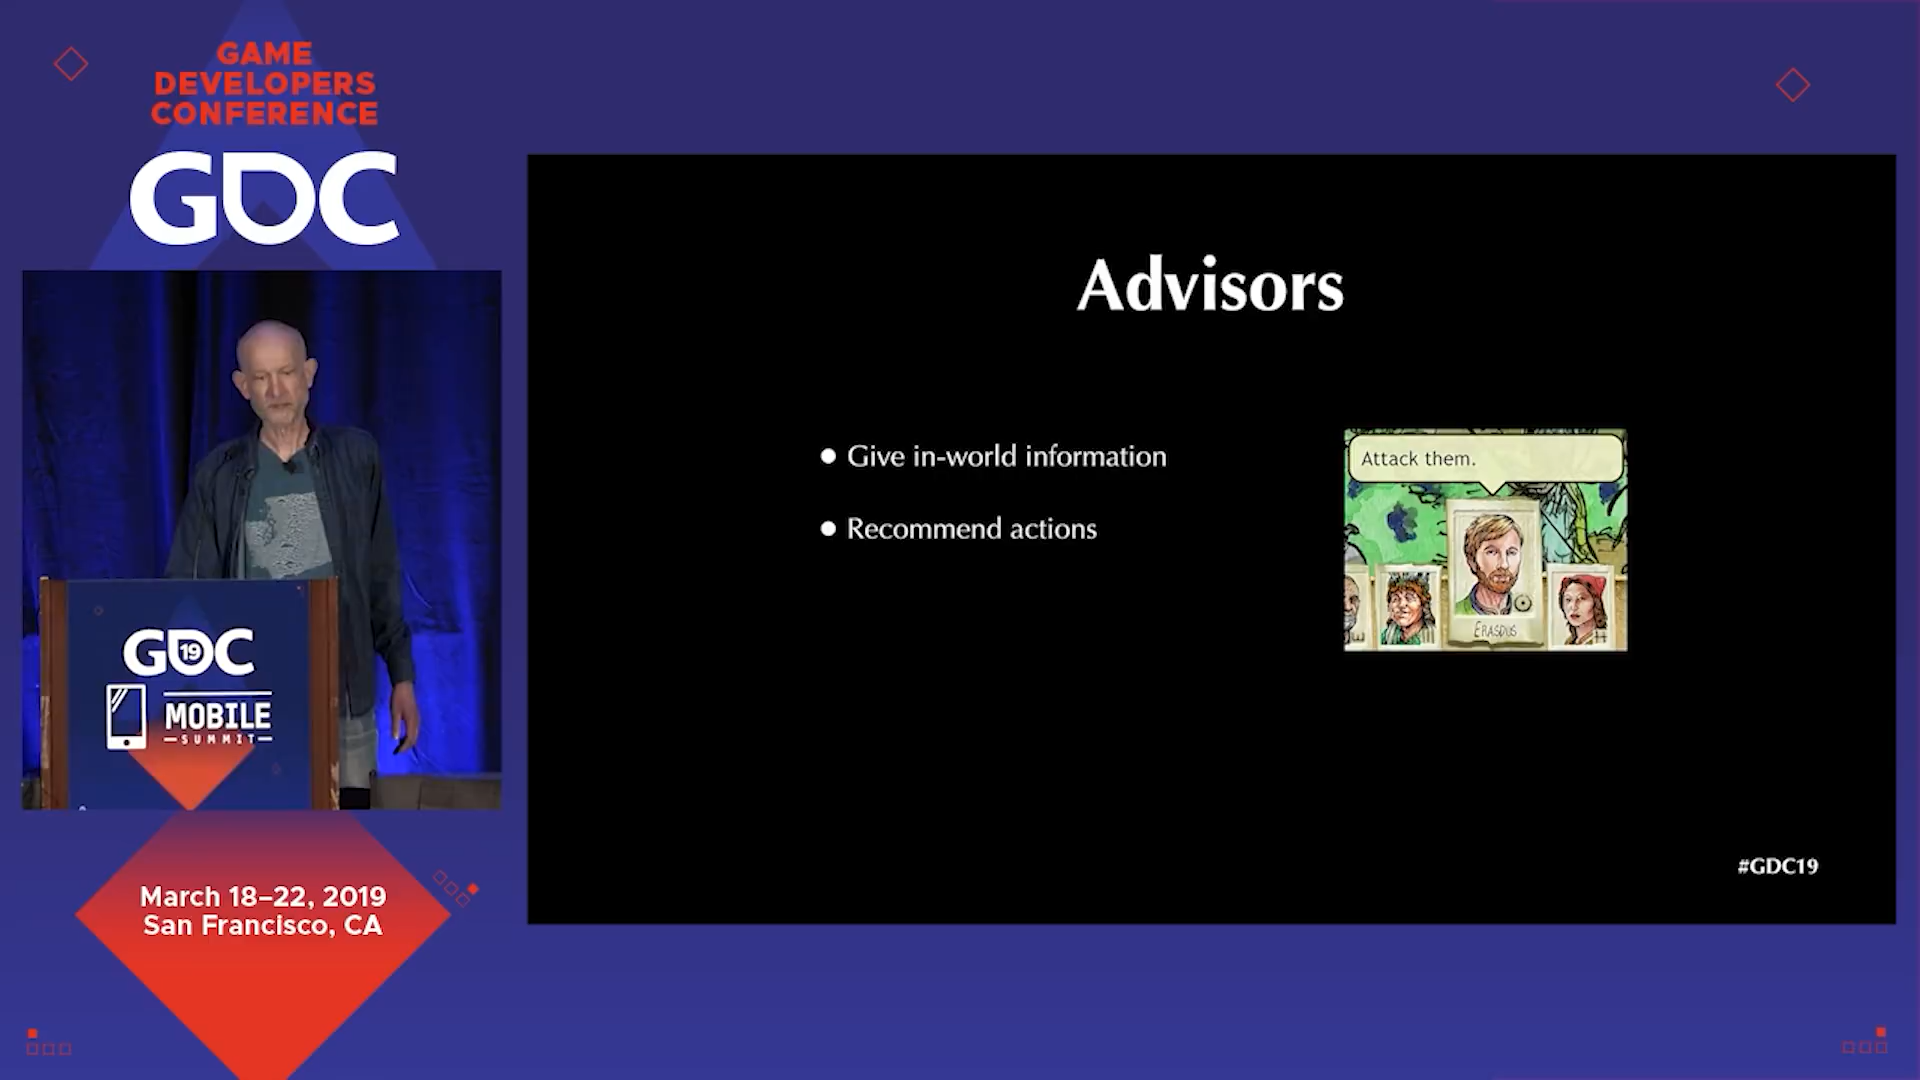 GAME
DEVELOPERS
CONFERENCE
GDC
GDC
19
MOBILE
SUMMIT
March 18–22, 2019
San Francisco, CA
Advisors
Give in-world information
Recommend actions
Attack them.
ERASDUS
#GDC19